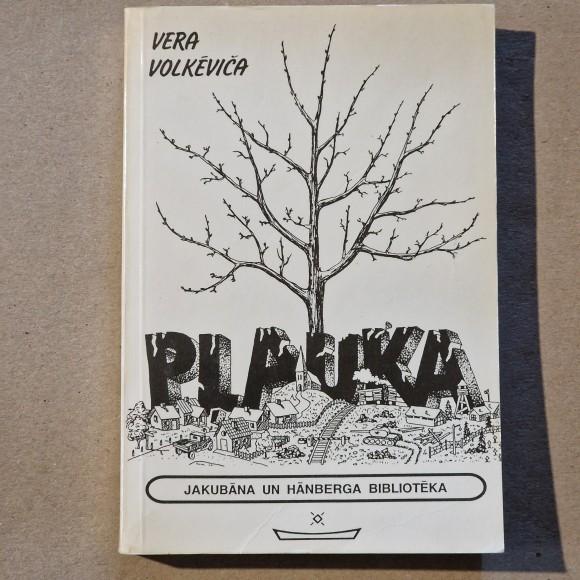 VERA
VOLKĒVIČA
PLAUKA
JAKUBĀNA UN HĀNBERGA BIBLIOTĒKA